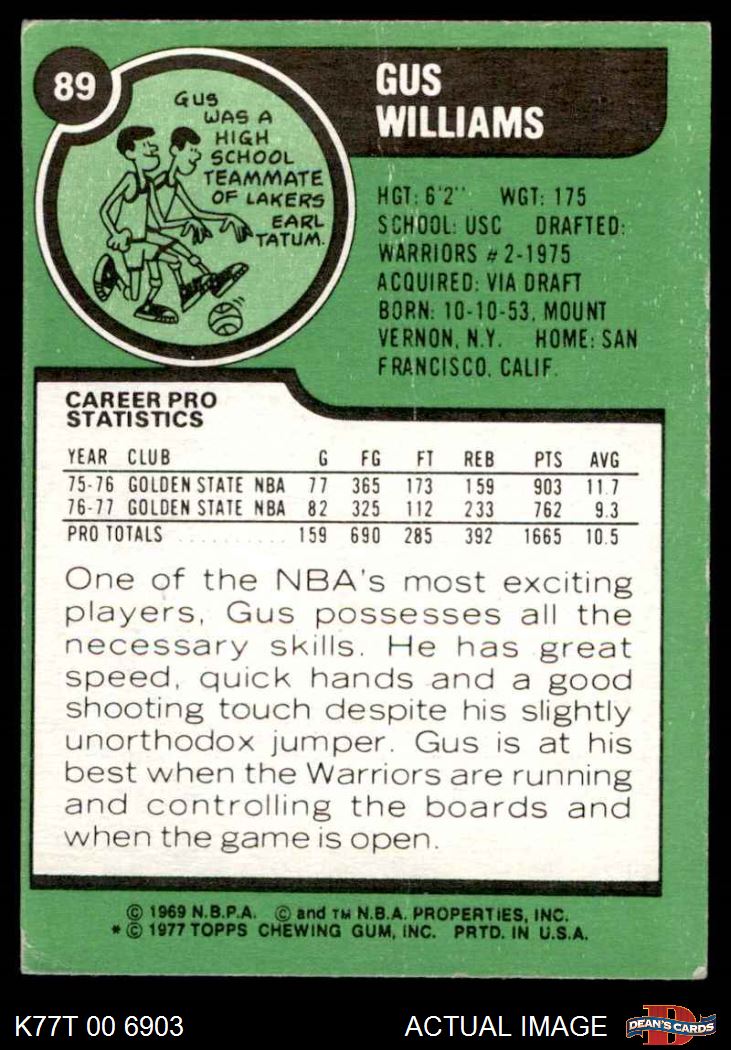 89
GUS
WAS A
HIGH
SCHOOL
TEAMMATE
OF LAKERS
EARL
TATUM.
GUS
WILLIAMS
HGT: 6'2" WGT: 175
SCHOOL: USC DRAFTED:
WARRIORS #2-1975
ACQUIRED: VIA DRAFT
BORN: 10-10-53, MOUNT
VERNON, N.Y. HOME: SAN
FRANCISCO, CALIF.
CAREER PRO
STATISTICS
YEAR CLUB G FG FT REB PTS AVG
75-76 GOLDEN STATE NBA 77 365 173 159 903 11.7
76-77 GOLDEN STATE NBA 82 325 112 233 762 9.3
PRO TOTALS .......... 159 690 285 392 1665 10.5
One of the NBA's most exciting
players, Gus possesses all the
necessary skills. He has great
speed, quick hands and a good
shooting touch despite his slightly
unorthodox jumper. Gus is at his
best when the Warriors are running
and controlling the boards and
when the game is open.
© 1969 N.B.P.A. © and TM N.B.A. PROPERTIES, INC.
* © 1977 TOPPS CHEWING GUM, INC. PRTD. IN U.S.A.
K77T 00 6903 ACTUAL IMAGE D DEAN'S CARDS